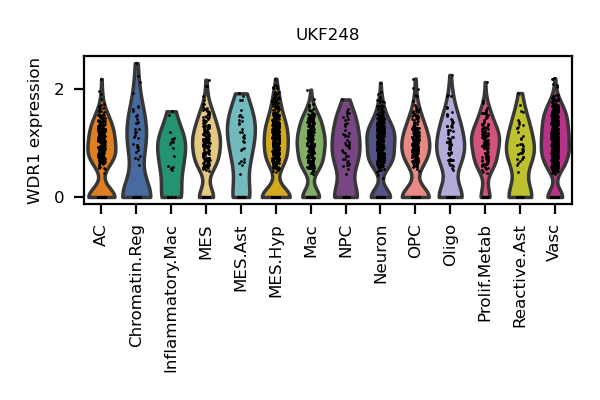 UKF248
WDR1 expression
2
0
AC
Chromatin.Reg
Inflammatory.Mac
MES
MES.Ast
MES.Hyp
Mac
NPC
Neuron
OPC
Oligo
Prolif.Metab
Reactive.Ast
Vasc